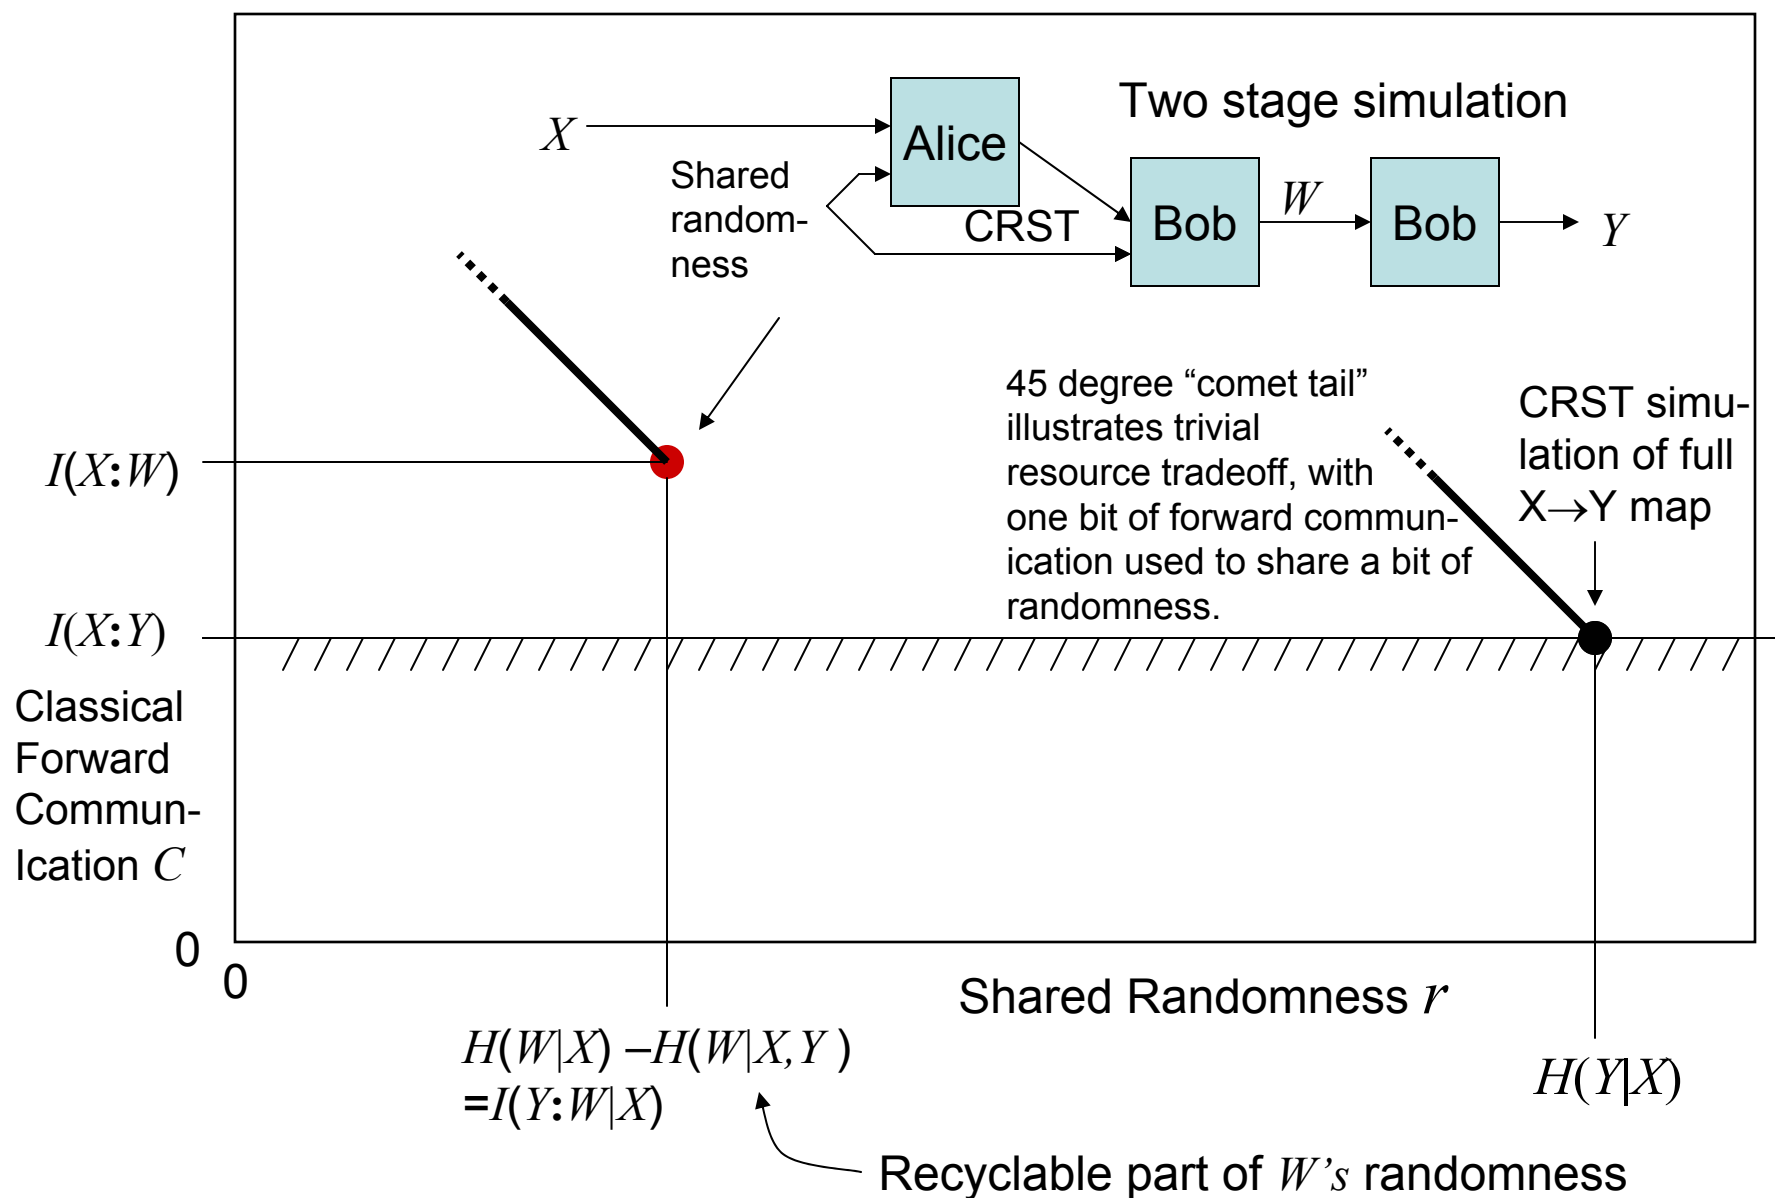 Two stage simulation
X
Alice
Shared
random-
ness
CRST
Bob
W
Bob
Y
45 degree “comet tail”
illustrates trivial
resource tradeoff, with
one bit of forward commun-
ication used to share a bit of
randomness.
CRST simu-
lation of full
X→Y map
I(X:W)
I(X:Y)
Classical
Forward
Commun-
Ication C
0
0
Shared Randomness r
H(W|X) –H(W|X,Y )
=I(Y:W|X)
H(Y|X)
Recyclable part of W’s randomness